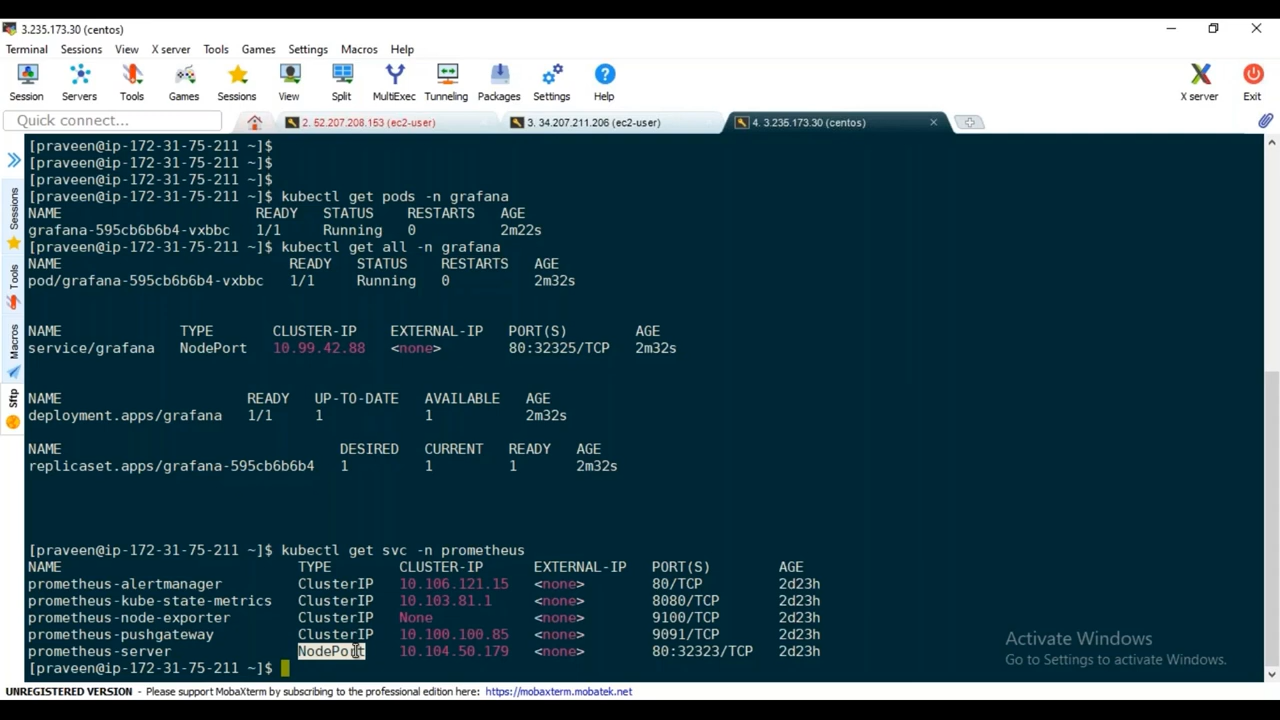 3.235.173.30 (centos)
Terminal Sessions View X server Tools Games Settings Macros Help
Session Servers Tools Games Sessions View Split MultiExec Tunneling Packages Settings Help X server Exit
Quick connect...
2. 52.207.208.153 (ec2-user)
3. 34.207.211.206 (ec2-user)
4. 3.235.173.30 (centos)
Sessions
Tools
Macros
Sftp
[praveen@ip-172-31-75-211 ~]$
[praveen@ip-172-31-75-211 ~]$
[praveen@ip-172-31-75-211 ~]$
[praveen@ip-172-31-75-211 ~]$ kubectl get pods -n grafana
NAME READY STATUS RESTARTS AGE
grafana-595cb6b6b4-vxbbc 1/1 Running 0 2m22s
[praveen@ip-172-31-75-211 ~]$ kubectl get all -n grafana
NAME READY STATUS RESTARTS AGE
pod/grafana-595cb6b6b4-vxbbc 1/1 Running 0 2m32s
NAME TYPE CLUSTER-IP EXTERNAL-IP PORT(S) AGE
service/grafana NodePort 10.99.42.88 <none> 80:32325/TCP 2m32s
NAME READY UP-TO-DATE AVAILABLE AGE
deployment.apps/grafana 1/1 1 1 2m32s
NAME DESIRED CURRENT READY AGE
replicaset.apps/grafana-595cb6b6b4 1 1 1 2m32s
[praveen@ip-172-31-75-211 ~]$ kubectl get svc -n prometheus
NAME TYPE CLUSTER-IP EXTERNAL-IP PORT(S) AGE
prometheus-alertmanager ClusterIP 10.106.121.15 <none> 80/TCP 2d23h
prometheus-kube-state-metrics ClusterIP 10.103.81.1 <none> 8080/TCP 2d23h
prometheus-node-exporter ClusterIP None <none> 9100/TCP 2d23h
prometheus-pushgateway ClusterIP 10.100.100.85 <none> 9091/TCP 2d23h
prometheus-server NodePort 10.104.50.179 <none> 80:32323/TCP 2d23h
[praveen@ip-172-31-75-211 ~]$
Activate Windows
Go to Settings to activate Windows.
UNREGISTERED VERSION - Please support MobaXterm by subscribing to the professional edition here: https://mobaxterm.mobatek.net